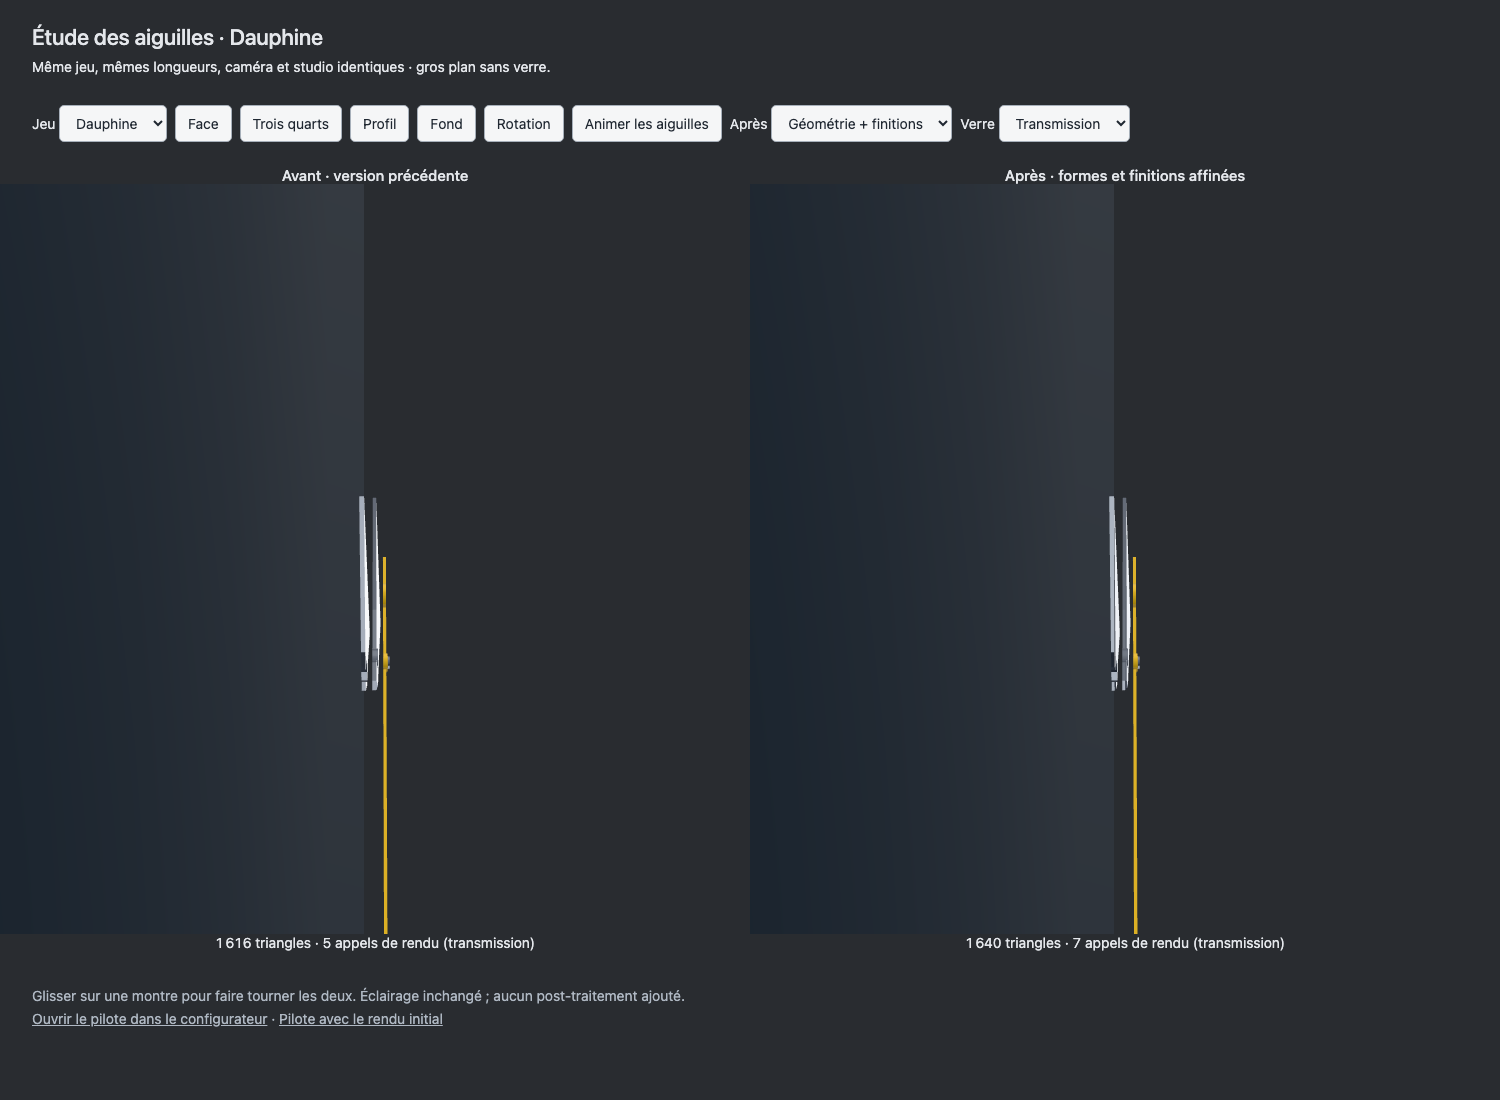 Étude des aiguilles · Dauphine
Même jeu, mêmes longueurs, caméra et studio identiques · gros plan sans verre.
Jeu Dauphine Face Trois quarts Profil Fond Rotation Animer les aiguilles Après Géométrie + finitions Verre Transmission
Avant · version précédente
Après · formes et finitions affinées
1 616 triangles · 5 appels de rendu (transmission)
1 640 triangles · 7 appels de rendu (transmission)
Glisser sur une montre pour faire tourner les deux. Éclairage inchangé ; aucun post-traitement ajouté.
Ouvrir le pilote dans le configurateur · Pilote avec le rendu initial